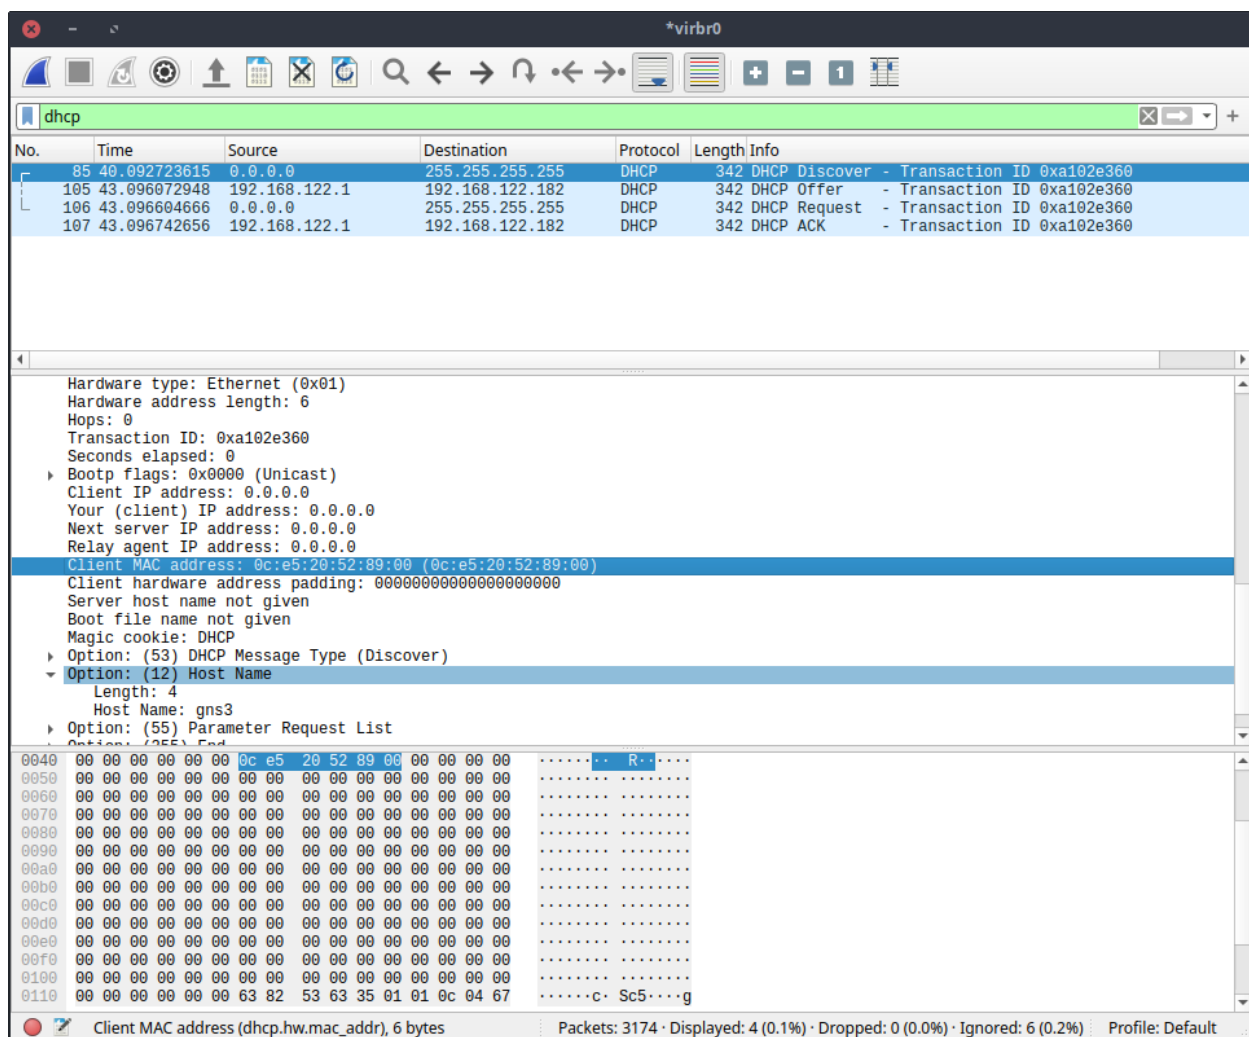 *virbr0
dhcp
No. Time Source Destination Protocol Length Info
85 40.092723615 0.0.0.0 255.255.255.255 DHCP 342 DHCP Discover - Transaction ID 0xa102e360
105 43.096072948 192.168.122.1 192.168.122.182 DHCP 342 DHCP Offer - Transaction ID 0xa102e360
106 43.096604666 0.0.0.0 255.255.255.255 DHCP 342 DHCP Request - Transaction ID 0xa102e360
107 43.096742656 192.168.122.1 192.168.122.182 DHCP 342 DHCP ACK - Transaction ID 0xa102e360
Hardware type: Ethernet (0x01)
Hardware address length: 6
Hops: 0
Transaction ID: 0xa102e360
Seconds elapsed: 0
Bootp flags: 0x0000 (Unicast)
Client IP address: 0.0.0.0
Your (client) IP address: 0.0.0.0
Next server IP address: 0.0.0.0
Relay agent IP address: 0.0.0.0
Client MAC address: 0c:e5:20:52:89:00 (0c:e5:20:52:89:00)
Client hardware address padding: 00000000000000000000
Server host name not given
Boot file name not given
Magic cookie: DHCP
Option: (53) DHCP Message Type (Discover)
Option: (12) Host Name
Length: 4
Host Name: gns3
Option: (55) Parameter Request List
Option: (255) End
0040 00 00 00 00 00 00 0c e5 20 52 89 00 00 00 00 00 ········ R······
0050 00 00 00 00 00 00 00 00 00 00 00 00 00 00 00 00 ········ ········
0060 00 00 00 00 00 00 00 00 00 00 00 00 00 00 00 00 ········ ········
0070 00 00 00 00 00 00 00 00 00 00 00 00 00 00 00 00 ········ ········
0080 00 00 00 00 00 00 00 00 00 00 00 00 00 00 00 00 ········ ········
0090 00 00 00 00 00 00 00 00 00 00 00 00 00 00 00 00 ········ ········
00a0 00 00 00 00 00 00 00 00 00 00 00 00 00 00 00 00 ········ ········
00b0 00 00 00 00 00 00 00 00 00 00 00 00 00 00 00 00 ········ ········
00c0 00 00 00 00 00 00 00 00 00 00 00 00 00 00 00 00 ········ ········
00d0 00 00 00 00 00 00 00 00 00 00 00 00 00 00 00 00 ········ ········
00e0 00 00 00 00 00 00 00 00 00 00 00 00 00 00 00 00 ········ ········
00f0 00 00 00 00 00 00 00 00 00 00 00 00 00 00 00 00 ········ ········
0100 00 00 00 00 00 00 00 00 00 00 00 00 00 00 00 00 ········ ········
0110 00 00 00 00 00 00 63 82 53 63 35 01 01 0c 04 67 ······c· Sc5····g
Client MAC address (dhcp.hw.mac_addr), 6 bytes Packets: 3174 · Displayed: 4 (0.1%) · Dropped: 0 (0.0%) · Ignored: 6 (0.2%) Profile: Default